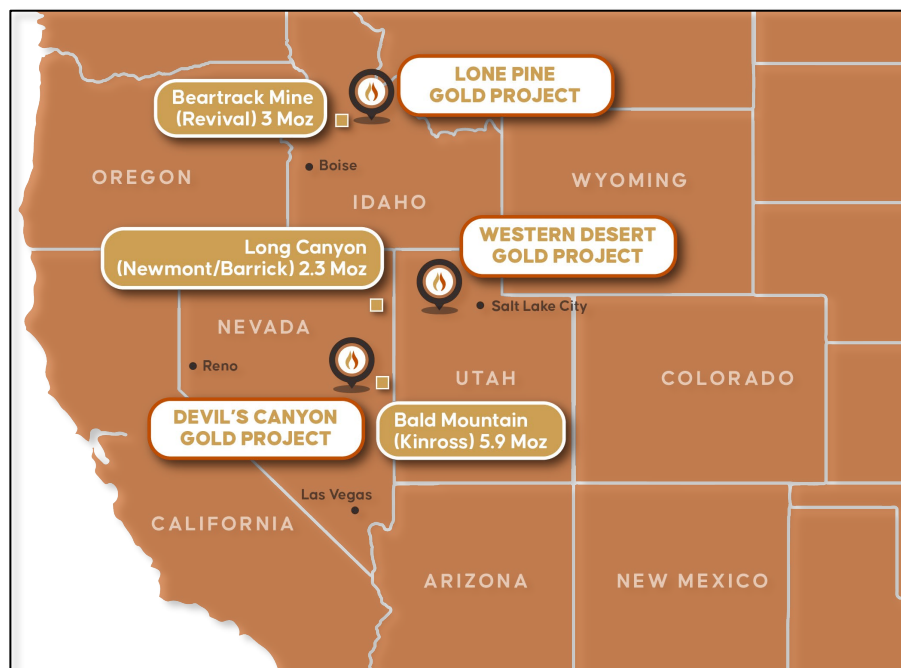 LONE PINE
GOLD PROJECT
Beartrack Mine
(Revival) 3 Moz
Boise
OREGON
IDAHO
WYOMING
WESTERN DESERT
GOLD PROJECT
Long Canyon
(Newmont/Barrick) 2.3 Moz
Salt Lake City
NEVADA
Reno
UTAH
COLORADO
DEVIL'S CANYON
GOLD PROJECT
Bald Mountain
(Kinross) 5.9 Moz
Las Vegas
CALIFORNIA
ARIZONA
NEW MEXICO